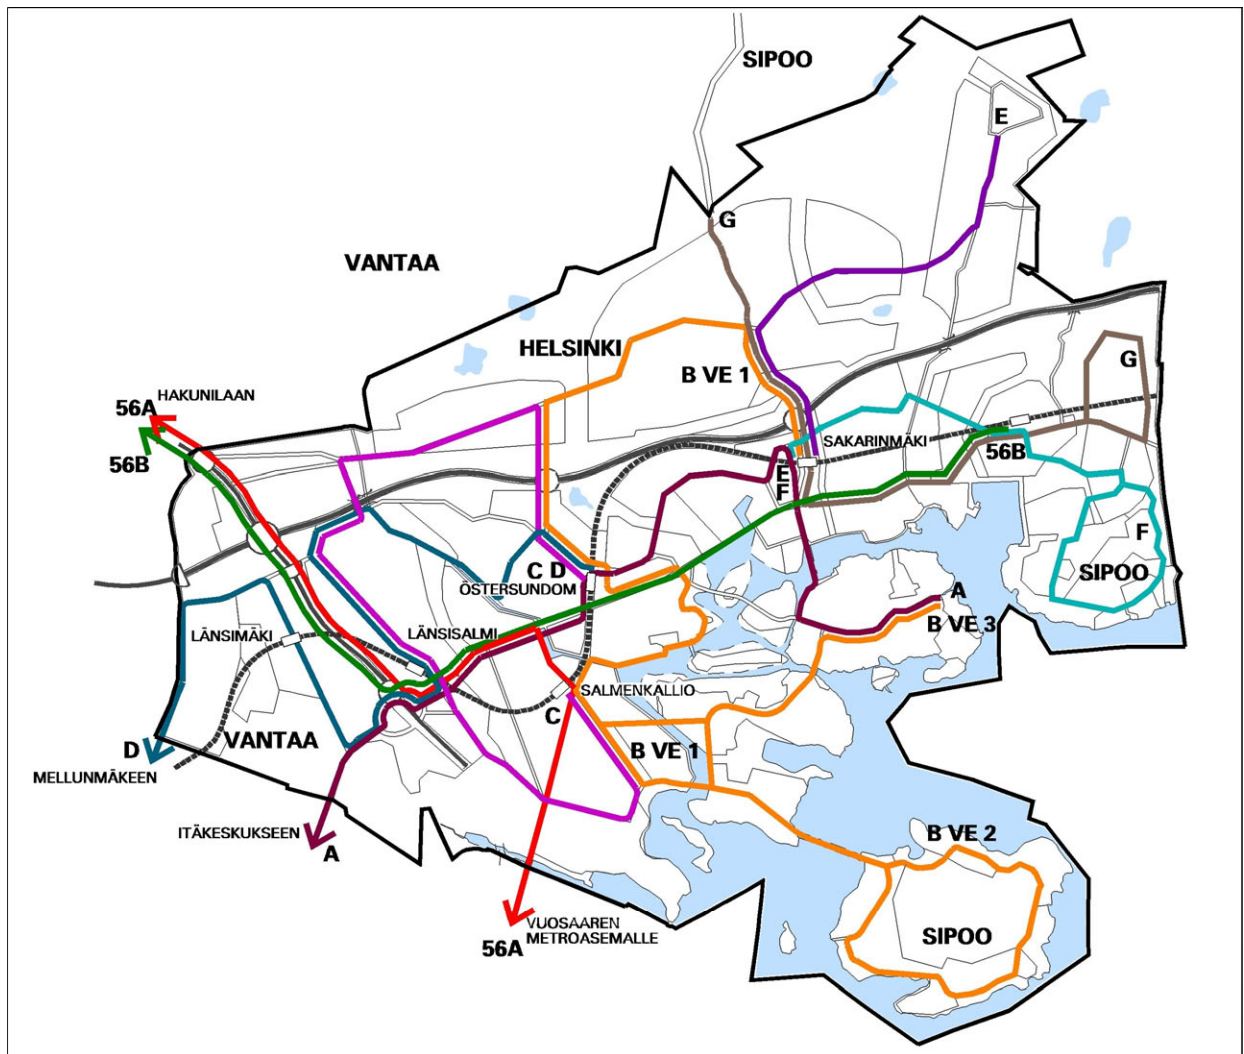 SIPOO
E
G
VANTAA
HELSINKI
B VE 1
G
HAKUNILAAN
56A
56B
SAKARINMÄKI
56B
E
F
F
C D
ÖSTERSUNDOM
SIPOO
A
B VE 3
LÄNSIMÄKI
LÄNSISALMI
SALMENKALLIO
C
VANTAA
D
B VE 1
MELLUNMÄKEEN
ITÄKESKUKSEEN
A
B VE 2
VUOSAAREN
METROASEMALLE
56A
SIPOO